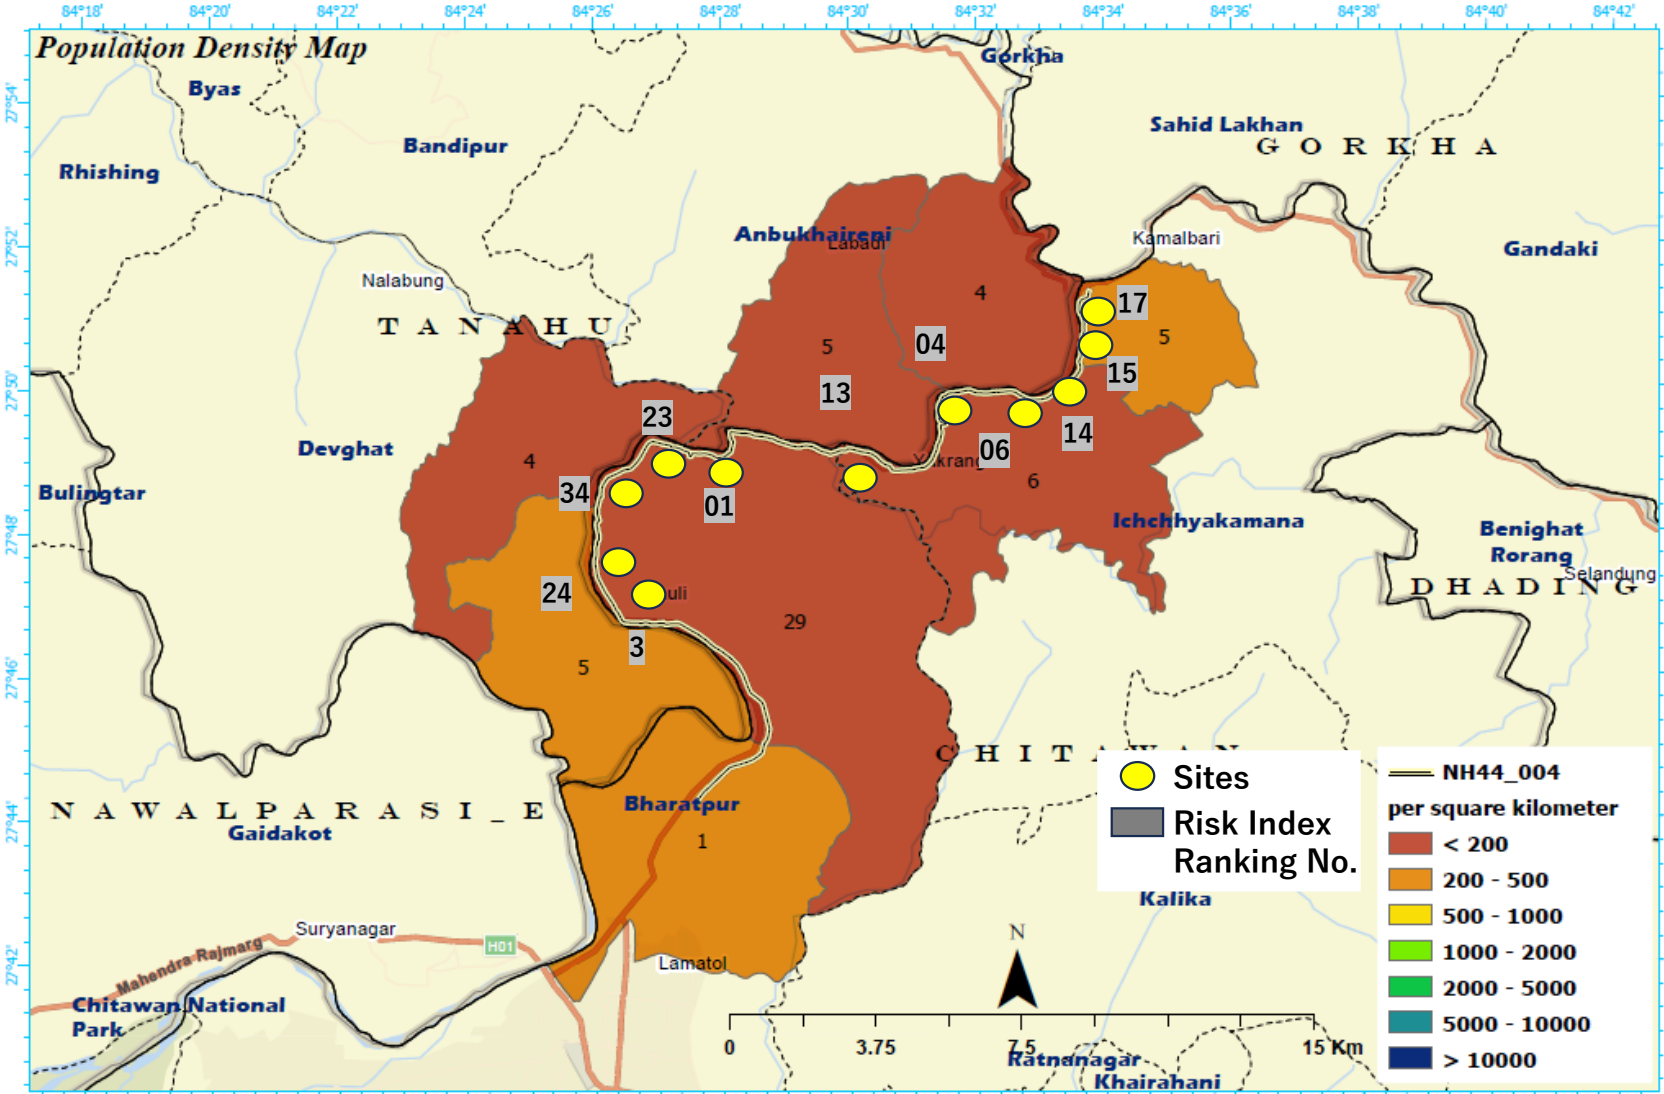 84°18' 84°20' 84°22' 84°24' 84°26' 84°28' 84°30' 84°32' 84°34' 84°36' 84°38' 84°40' 84°42'
Population Density Map
Gorkha
Byas
27°54'
Sahid Lakhan
Bandipur
GORKHA
Rhishing
Anbukhaireni
Labadi
Kamalbari
27°52'
Gandaki
Nalabung
4
17
TANAHU
5
5
04
15
27°50'
13
23
14
Devghat
06
4
Yakrang
6
Bulingtar
34
01
Ichchhyakamana
27°48'
Benighat
Rorang
Selandung
24
uli
DHADING
29
3
5
27°46'
CHITAWAN
NH44_004
Sites
Bharatpur
per square kilometer
NAWALPARASI_E
27°44'
Gaidakot
Risk Index
Ranking No.
1
< 200
200 - 500
Kalika
500 - 1000
Suryanagar
H01
N
Mahendra Rajmarg
1000 - 2000
27°42'
Lamatol
2000 - 5000
Chitawan National
Park
5000 - 10000
0 3.75 7.5 15 Km
Ratnanagar
> 10000
Khairahani